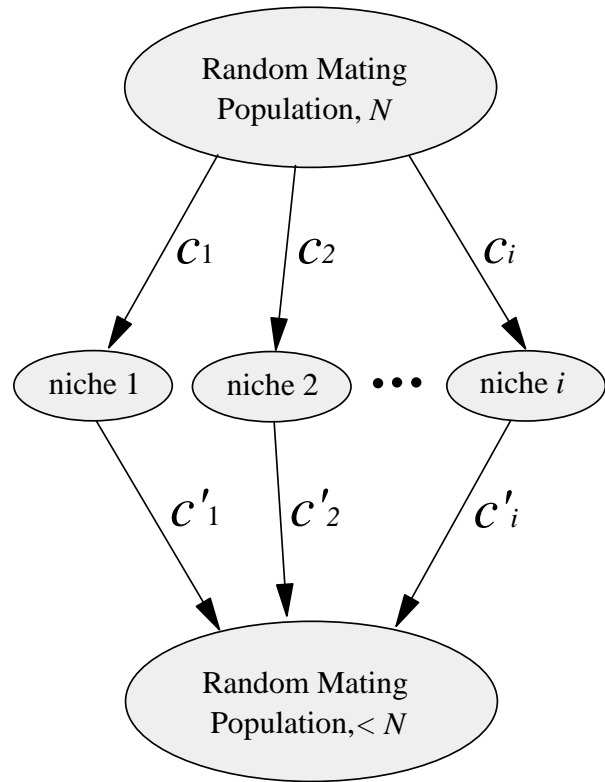 Random Mating
Population, N
c1
c2
ci
niche 1
niche 2
•••
niche i
c'1
c'2
c'i
Random Mating
Population,< N